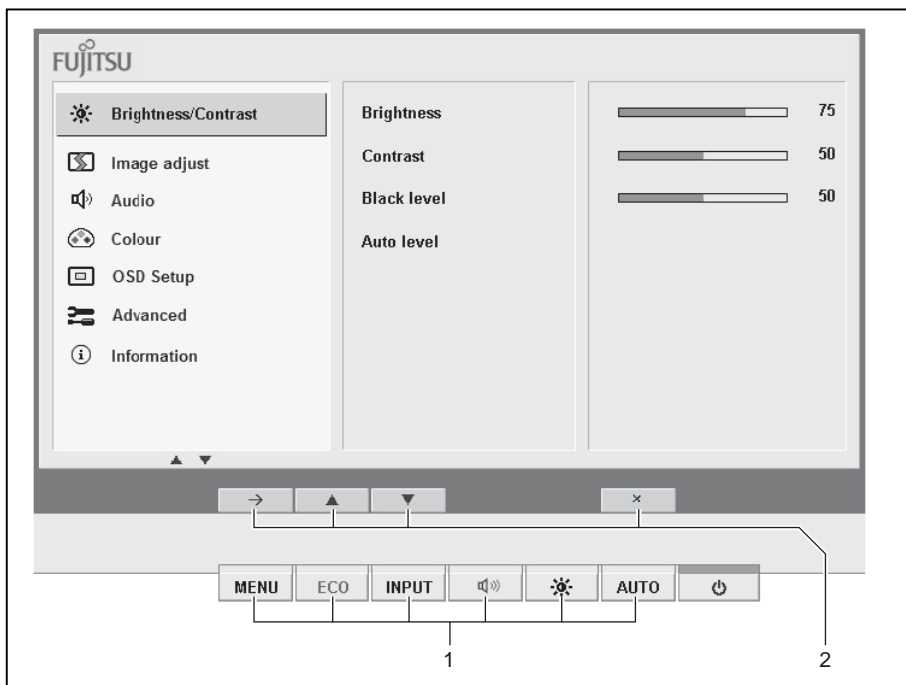 FUJITSU
Brightness/Contrast
Image adjust
Audio
Colour
OSD Setup
Advanced
Information
Brightness 75
Contrast 50
Black level 50
Auto level
MENU ECO INPUT AUTO
1 2